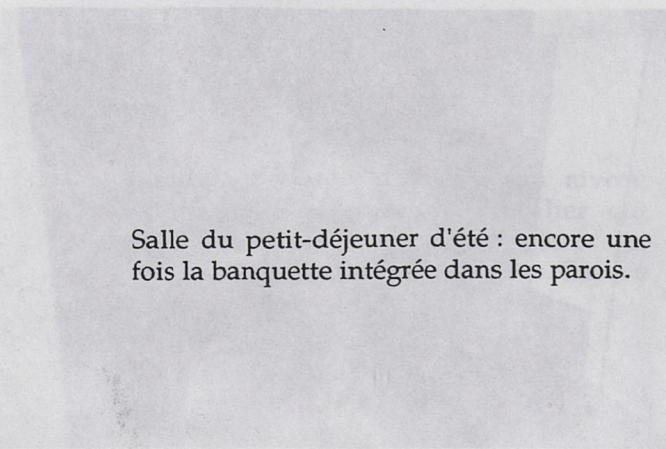 Salle du petit-déjeuner d'été : encore une
fois la banquette intégrée dans les parois.